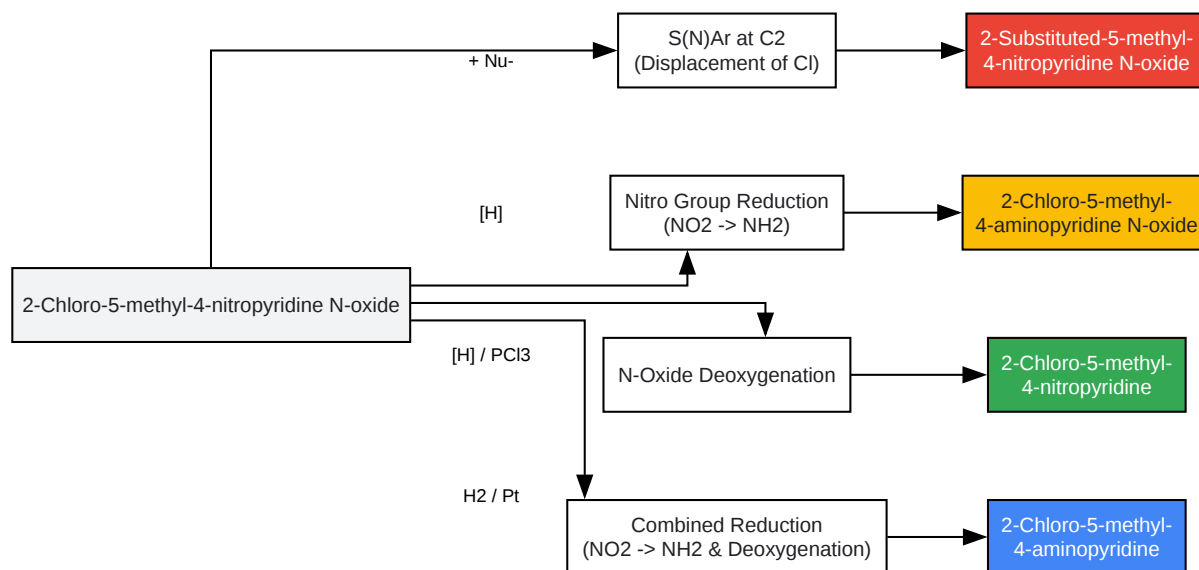 S(N)Ar at C2
(Displacement of Cl)
2-Substituted-5-methyl-
4-nitropyridine N-oxide
+ Nu-
Nitro Group Reduction
(NO2 -> NH2)
2-Chloro-5-methyl-
4-aminopyridine N-oxide
[H]
2-Chloro-5-methyl-4-nitropyridine N-oxide
[H] / PCl3
N-Oxide Deoxygenation
2-Chloro-5-methyl-
4-nitropyridine
H2 / Pt
Combined Reduction
(NO2 -> NH2 & Deoxygenation)
2-Chloro-5-methyl-
4-aminopyridine